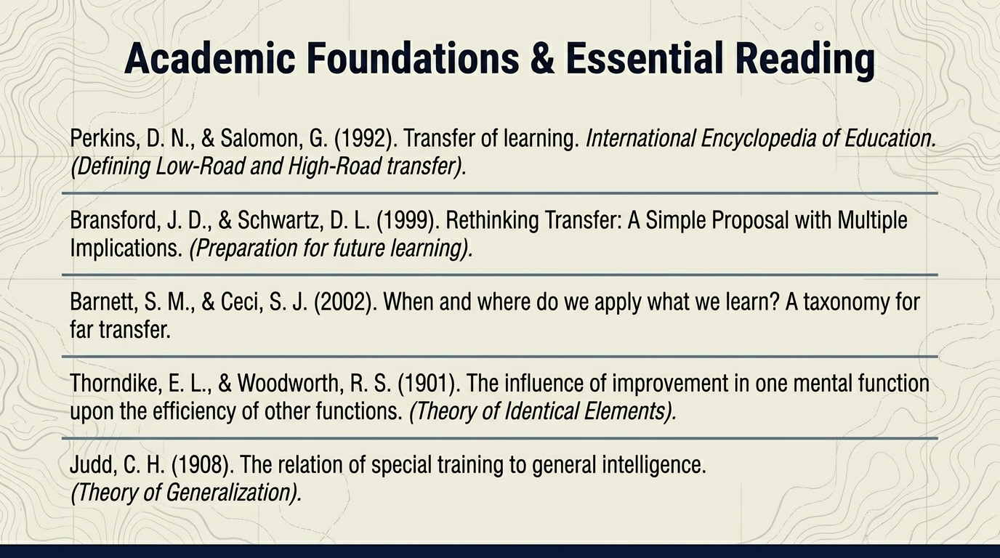 Academic Foundations & Essential Reading
Perkins, D. N., & Salomon, G. (1992). Transfer of learning. International Encyclopedia of Education.
(Defining Low-Road and High-Road transfer).
Bransford, J. D., & Schwartz, D. L. (1999). Rethinking Transfer: A Simple Proposal with Multiple
Implications. (Preparation for future learning).
Barnett, S. M., & Ceci, S. J. (2002). When and where do we apply what we learn? A taxonomy for
far transfer.
Thorndike, E. L., & Woodworth, R. S. (1901). The influence of improvement in one mental function
upon the efficiency of other functions. (Theory of Identical Elements).
Judd, C. H. (1908). The relation of special training to general intelligence.
(Theory of Generalization).